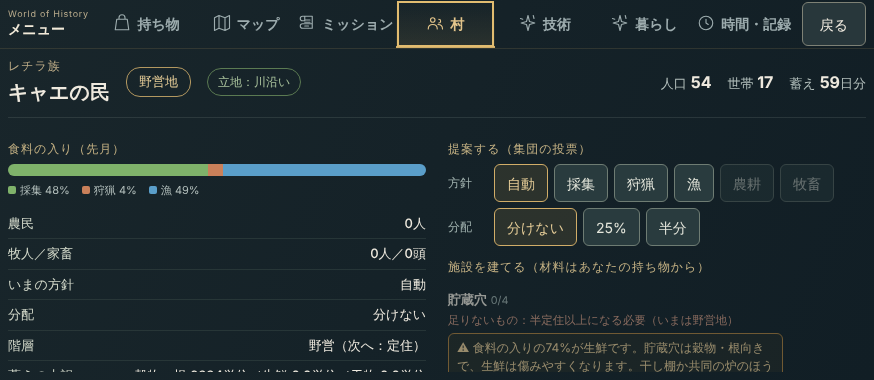 World of History
メニュー
持ち物
マップ
ミッション
村
技術
暮らし
時間・記録
戻る
レチラ族
キャエの民
野営地
立地：川沿い
人口 54 世帯 17 蓄え 59日分
食料の入り（先月）
採集 48% 狩猟 4% 漁 49%
農民 0人
牧人／家畜 0人／0頭
いまの方針 自動
分配 分けない
階層 野営（次へ：定住）
提案する（集団の投票）
方針 自動 採集 狩猟 漁 農耕 牧畜
分配 分けない 25% 半分
施設を建てる（材料はあなたの持ち物から）
貯蔵穴 0/4
足りないもの：半定住以上になる必要（いまは野営地）
⚠ 食料の入りの74%が生鮮です。貯蔵穴は穀物・根向き
で、生鮮は傷みやすくなります。干し棚か共同の炉のほう